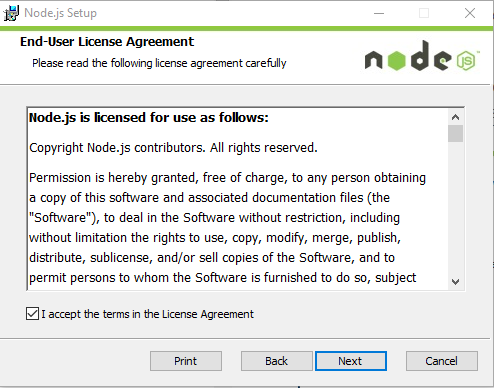 Node.js Setup
End-User License Agreement
Please read the following license agreement carefully
node
JS
Node.js is licensed for use as follows:
Copyright Node.js contributors. All rights reserved.
Permission is hereby granted, free of charge, to any person obtaining
a copy of this software and associated documentation files (the
"Software"), to deal in the Software without restriction, including
without limitation the rights to use, copy, modify, merge, publish,
distribute, sublicense, and/or sell copies of the Software, and to
permit persons to whom the Software is furnished to do so, subject
I accept the terms in the License Agreement
Print
Back
Next
Cancel